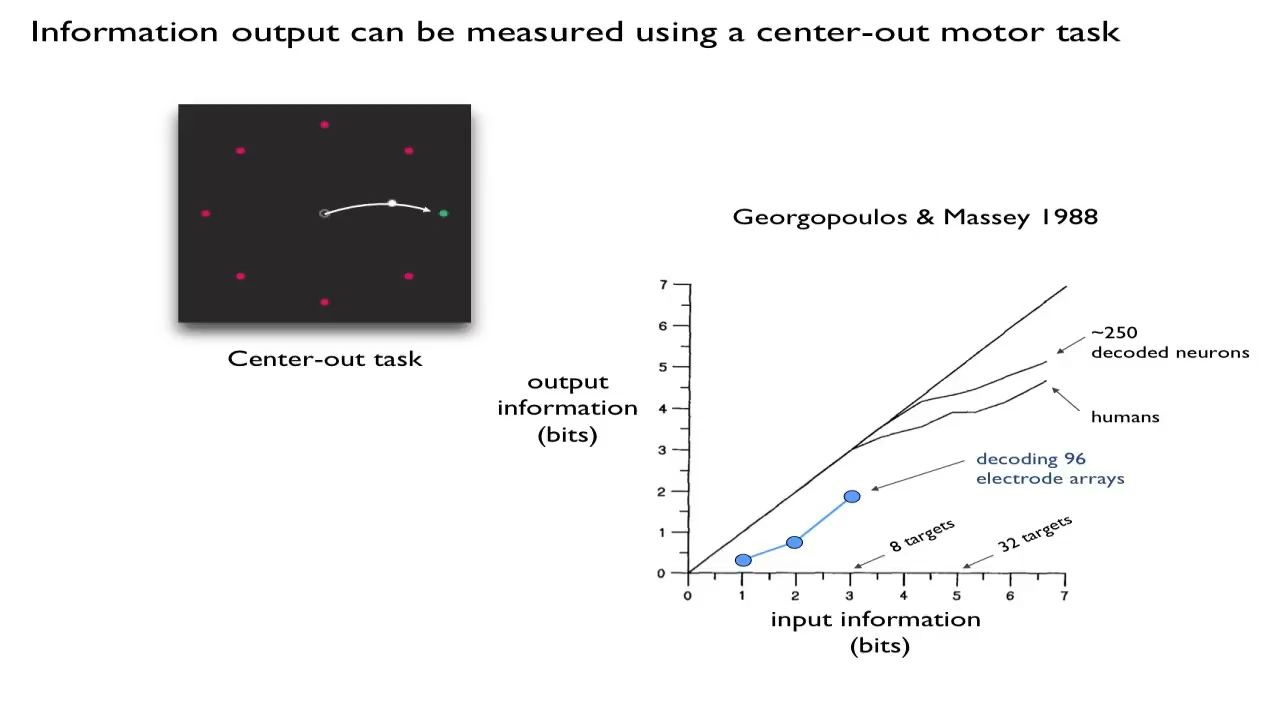 Information output can be measured using a center-out motor task
Center-out task
Georgopoulos & Massey 1988
output
information
(bits)
7
6
5
4
3
2
1
0
~250
decoded neurons
humans
decoding 96
electrode arrays
8 targets
32 targets
0 1 2 3 4 5 6 7
input information
(bits)